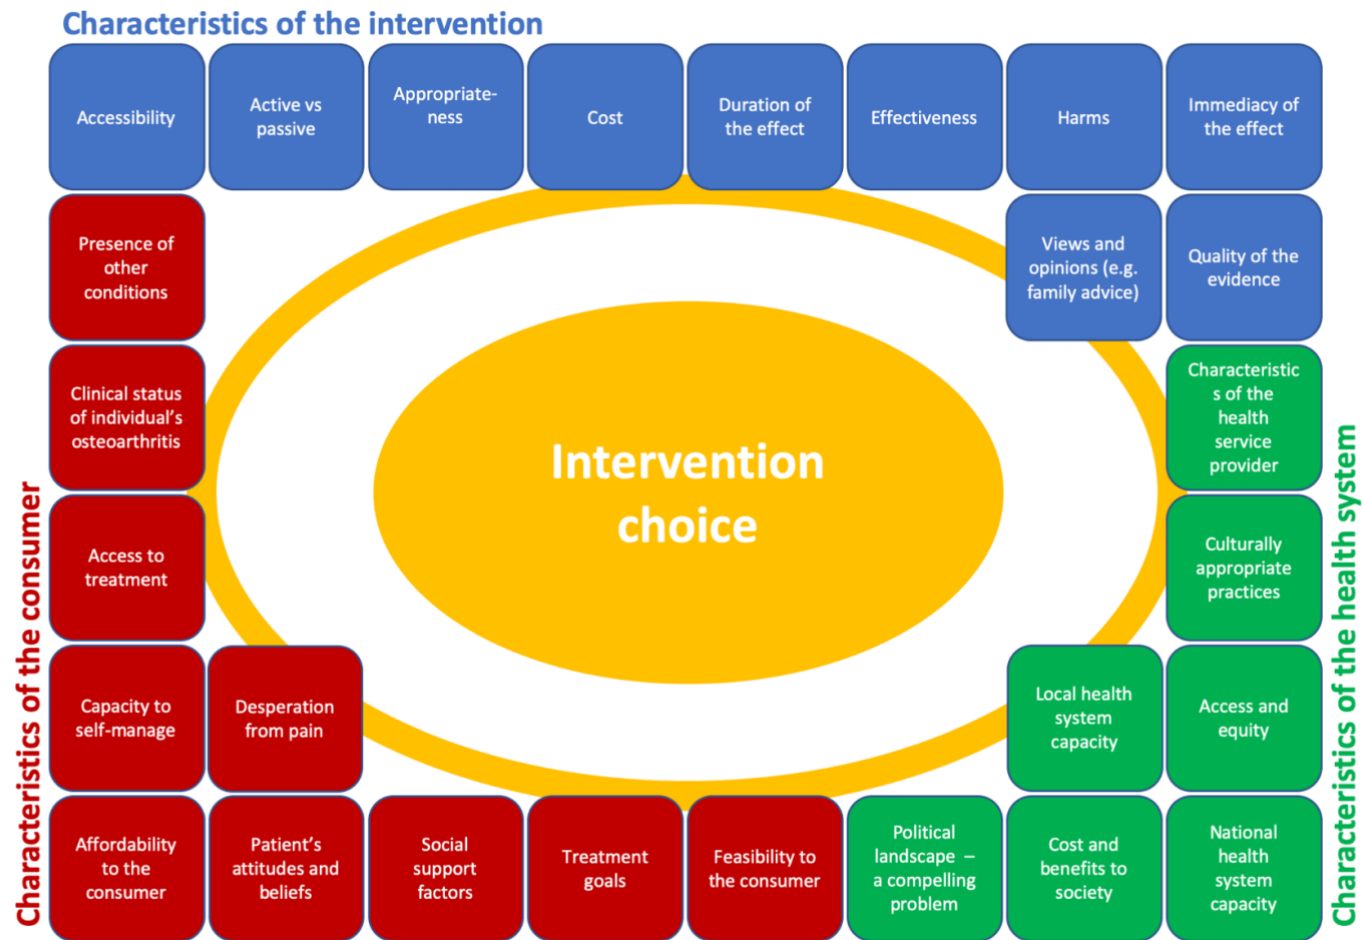 Characteristics of the intervention
Accessibility
Active vs
passive
Appropriate-
ness
Cost
Duration of
the effect
Effectiveness
Harms
Immediacy of
the effect
Presence of
other
conditions
Views and
opinions (e.g.
family advice)
Quality of the
evidence
Clinical status
of individual's
osteoarthritis
Characteristic
s of the
health
service
provider
Intervention
choice
Access to
treatment
Culturally
appropriate
practices
Capacity to
self-manage
Desperation
from pain
Local health
system
capacity
Access and
equity
Affordability
to the
consumer
Patient's
attitudes and
beliefs
Social
support
factors
Treatment
goals
Feasibility to
the consumer
Political
landscape –
a compelling
problem
Cost and
benefits to
society
National
health
system
capacity
Characteristics of the consumer
Characteristics of the health system